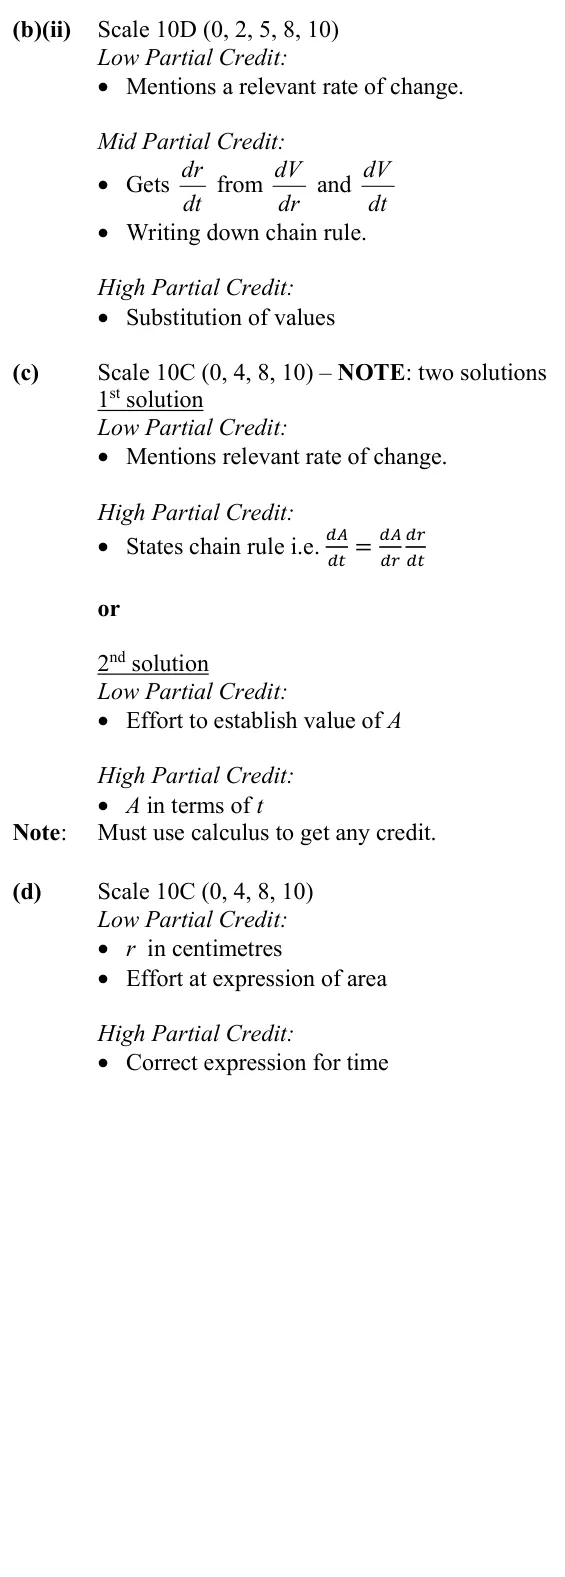 (b)(ii) Scale 10D (0, 2, 5, 8, 10)
Low Partial Credit:
• Mentions a relevant rate of change.
Mid Partial Credit:
• Gets dr/dt from dV/dr and dV/dt
• Writing down chain rule.
High Partial Credit:
• Substitution of values
(c) Scale 10C (0, 4, 8, 10) – NOTE: two solutions
1st solution
Low Partial Credit:
• Mentions relevant rate of change.
High Partial Credit:
• States chain rule i.e. dA/dt = dA/dr dr/dt
or
2nd solution
Low Partial Credit:
• Effort to establish value of A
High Partial Credit:
• A in terms of t
Note: Must use calculus to get any credit.
(d) Scale 10C (0, 4, 8, 10)
Low Partial Credit:
• r in centimetres
• Effort at expression of area
High Partial Credit:
• Correct expression for time